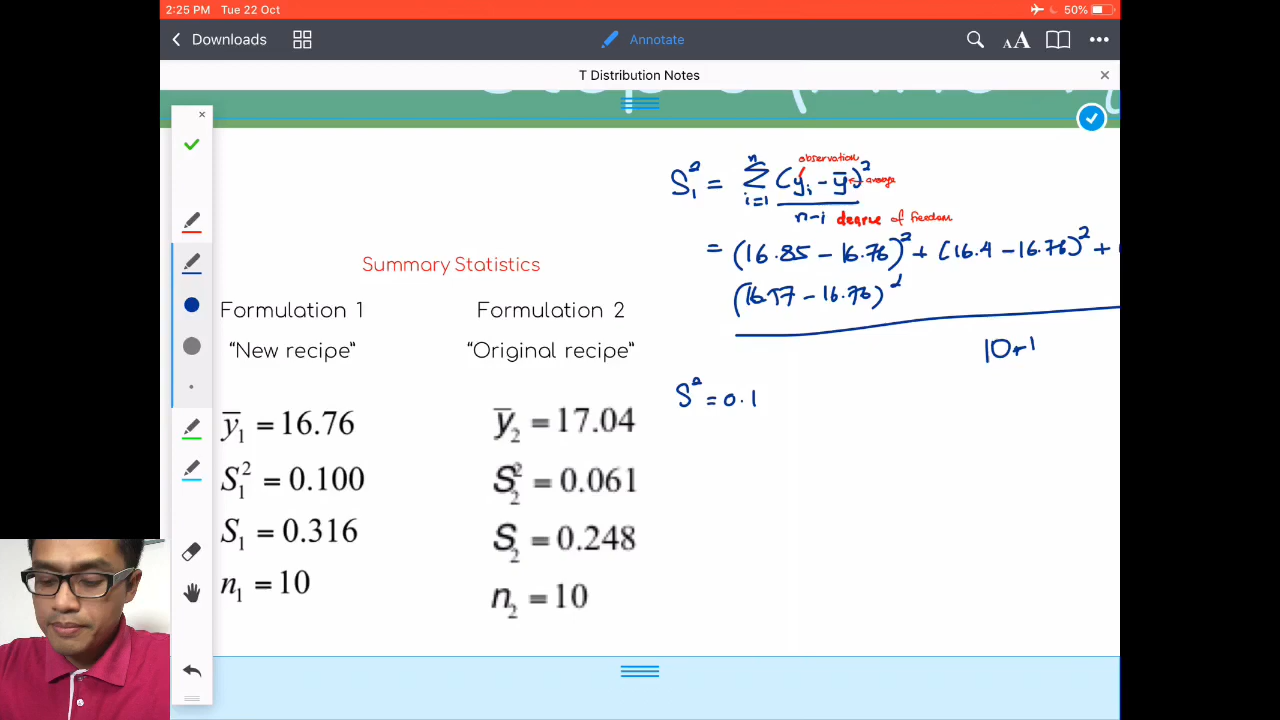 2:25 PM Tue 22 Oct
50%
Downloads
Annotate
AA
T Distribution Notes
S₁² = Σ (yᵢ - ȳ)²
n
i=1
observation
average
n-i degree of freedom
= (16.85 - 16.76)² + (16.4 - 16.76)² +
(16.57 - 16.76)²
10-1
S² = 0.1
Summary Statistics
Formulation 1
Formulation 2
“New recipe”
“Original recipe”
ȳ₁ = 16.76
ȳ₂ = 17.04
S₁² = 0.100
S₂² = 0.061
S₁ = 0.316
S₂ = 0.248
n₁ = 10
n₂ = 10